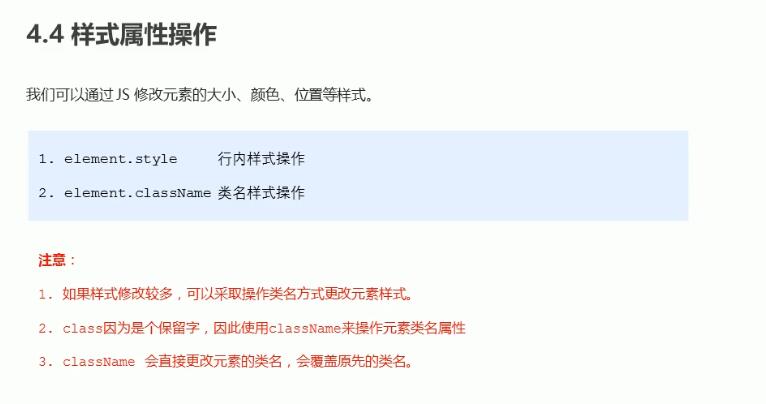 4.4 样式属性操作
我们可以通过 JS 修改元素的大小、颜色、位置等样式。
1. element.style 行内样式操作
2. element.className 类名样式操作
注意：
1. 如果样式修改较多，可以采取操作类名方式更改元素样式。
2. class因为是个保留字，因此使用className来操作元素类名属性
3. className 会直接更改元素的类名，会覆盖原先的类名。